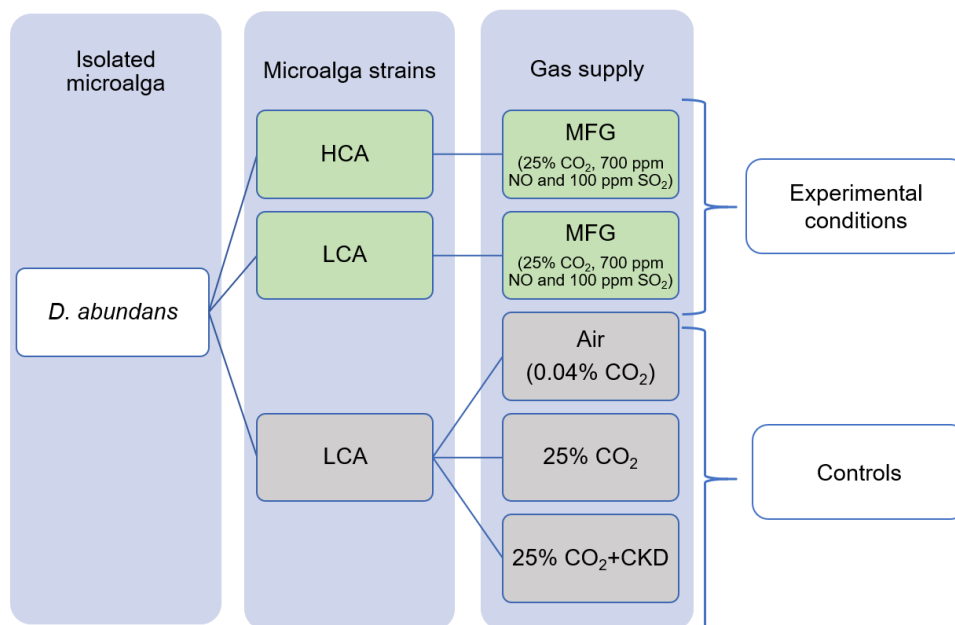 Isolated
microalga
Microalga strains
Gas supply
HCA
MFG
(25% CO₂, 700 ppm
NO and 100 ppm SO₂)
Experimental
conditions
LCA
MFG
(25% CO₂, 700 ppm
NO and 100 ppm SO₂)
D. abundans
Air
(0.04% CO₂)
LCA
25% CO₂
Controls
25% CO₂+CKD